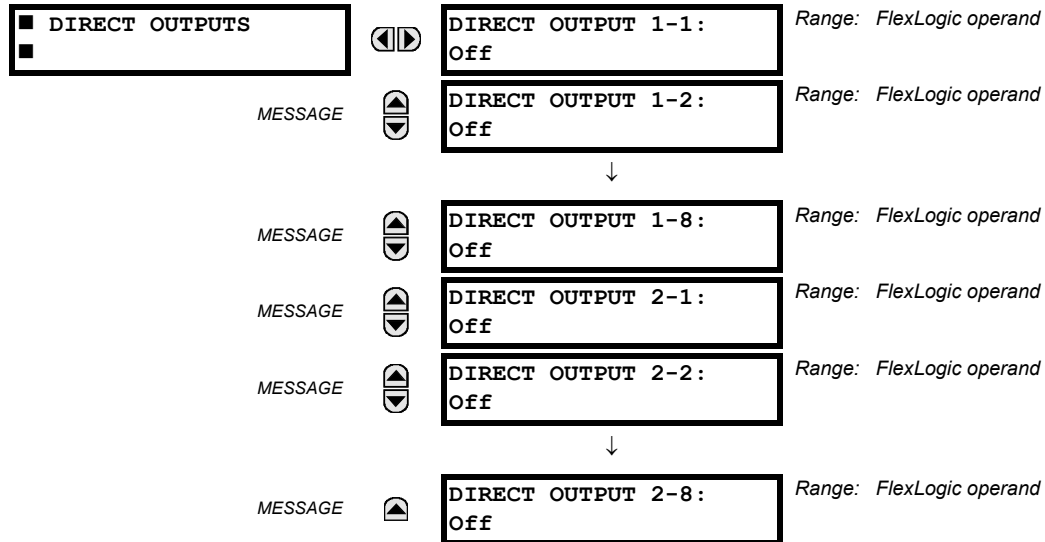 ■ DIRECT OUTPUTS
■
DIRECT OUTPUT 1-1:
Off
Range: FlexLogic operand
MESSAGE
DIRECT OUTPUT 1-2:
Off
Range: FlexLogic operand
↓
MESSAGE
DIRECT OUTPUT 1-8:
Off
Range: FlexLogic operand
MESSAGE
DIRECT OUTPUT 2-1:
Off
Range: FlexLogic operand
MESSAGE
DIRECT OUTPUT 2-2:
Off
Range: FlexLogic operand
↓
MESSAGE
DIRECT OUTPUT 2-8:
Off
Range: FlexLogic operand